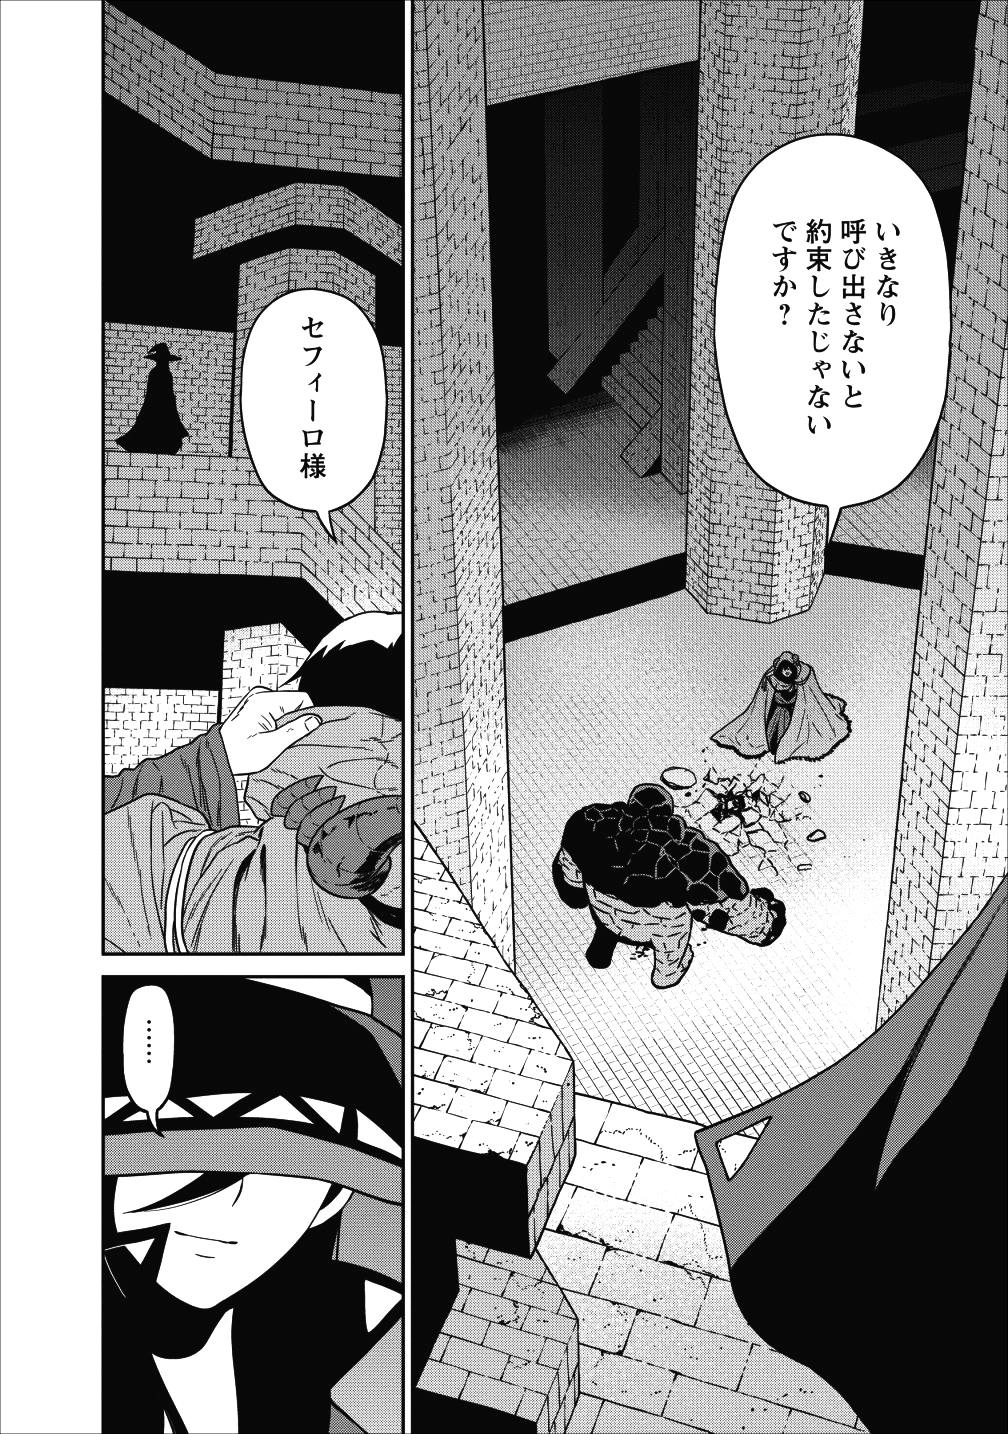 いきなり
呼び出さないと
約束したじゃない
ですか?
セフィーロ様
……